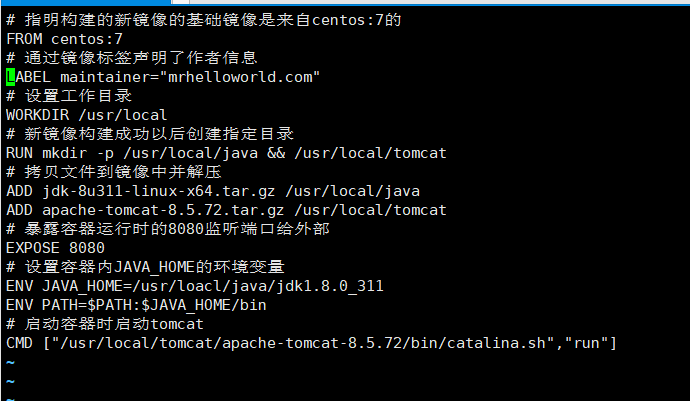 # 指明构建的新镜像的基础镜像是来自centos:7的
FROM centos:7
# 通过镜像标签声明了作者信息
LABEL maintainer="mrhelloworld.com"
# 设置工作目录
WORKDIR /usr/local
# 新镜像构建成功以后创建指定目录
RUN mkdir -p /usr/local/java && /usr/local/tomcat
# 拷贝文件到镜像中并解压
ADD jdk-8u311-linux-x64.tar.gz /usr/local/java
ADD apache-tomcat-8.5.72.tar.gz /usr/local/tomcat
# 暴露容器运行时的8080监听端口给外部
EXPOSE 8080
# 设置容器内JAVA_HOME的环境变量
ENV JAVA_HOME=/usr/loacl/java/jdk1.8.0_311
ENV PATH=$PATH:$JAVA_HOME/bin
# 启动容器时启动tomcat
CMD ["/usr/local/tomcat/apache-tomcat-8.5.72/bin/catalina.sh","run"]
~
~
~